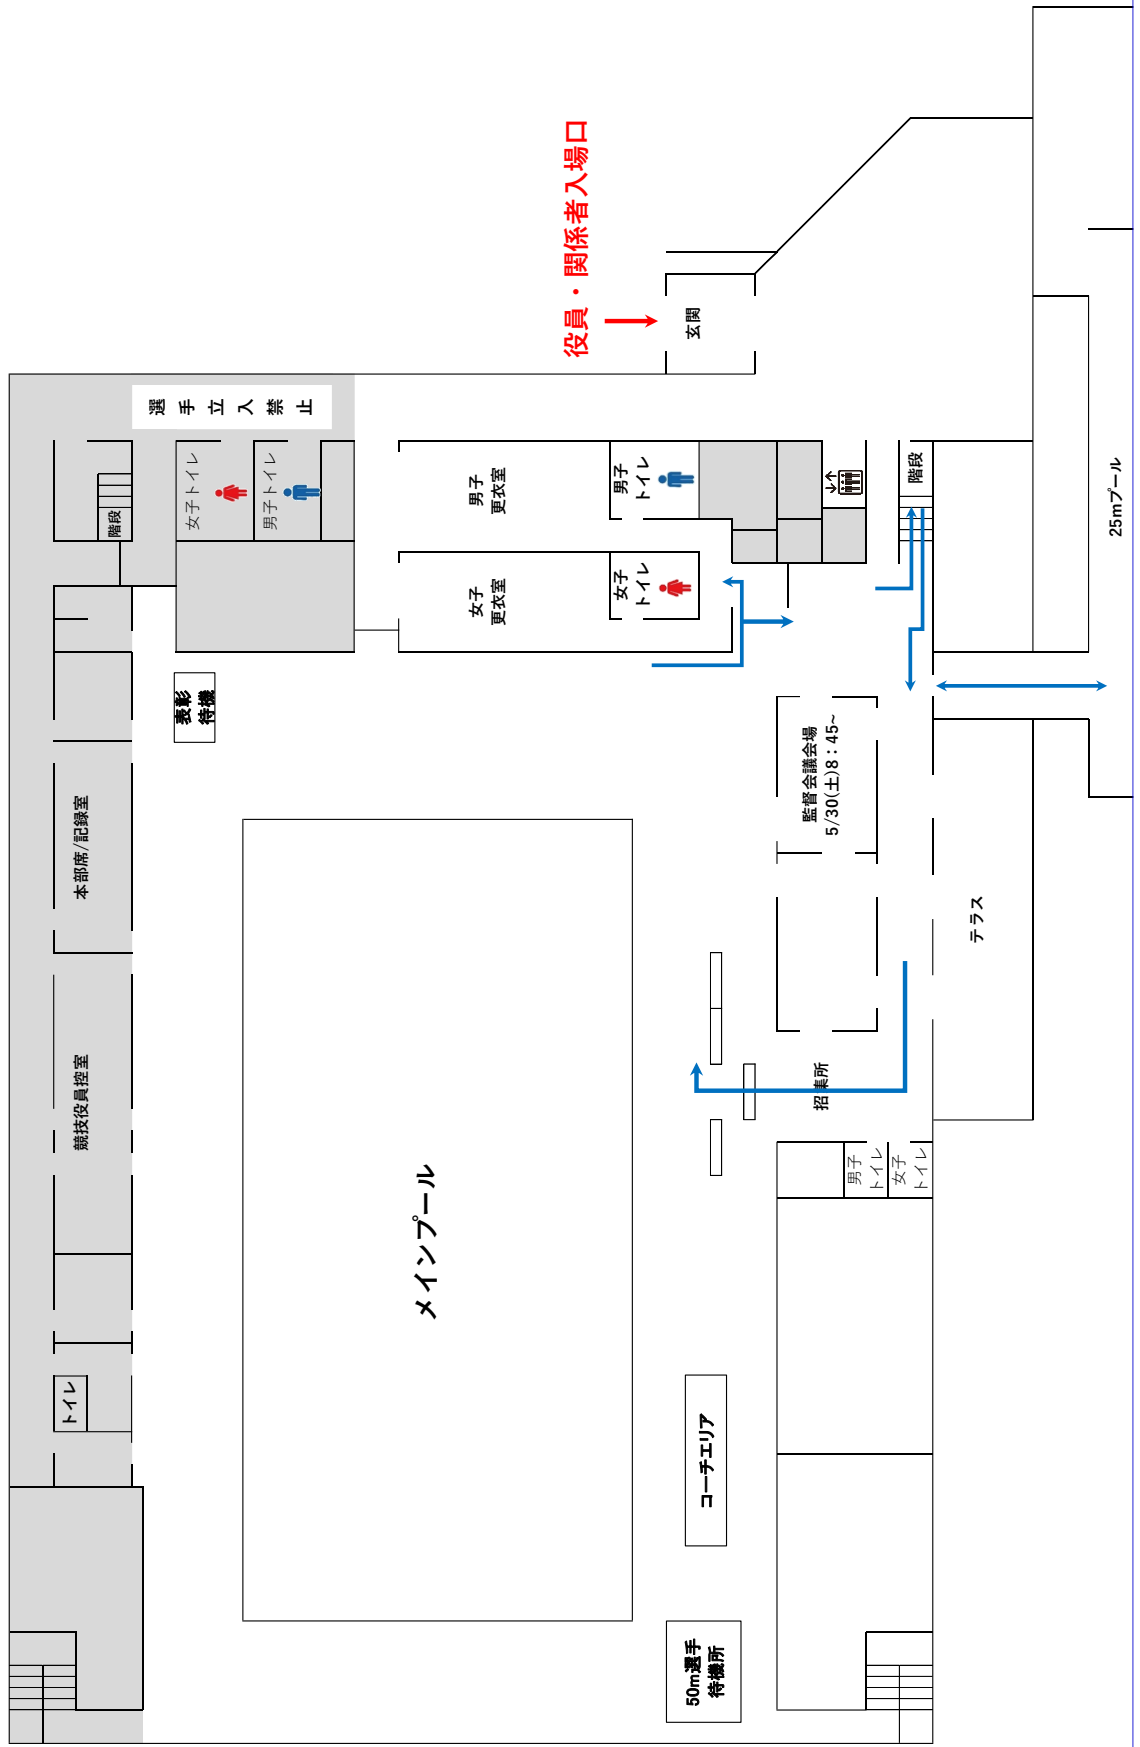 役員・関係者入場口
玄関
選手立入禁止
階段
女子トイレ
男子トイレ
男子
更衣室
男子
トイレ
女子
更衣室
女子
トイレ
階段
25mプール
表彰
待機
本部席/記録室
監督会議会場
5/30(土)8：45~
テラス
競技役員控室
招集所
男子
トイレ
女子
トイレ
メインプール
トイレ
コーチエリア
50m選手
待機所